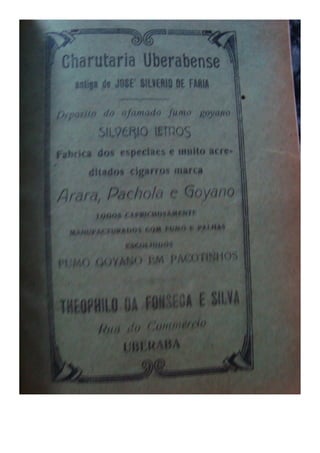 Charutaria Uberabense
antiga de JOSE' SILVERIO DE FARIA
Deposito do afamado fumo goyano
SILVERIO LEMOS
Fabrica dos especiaes e muito acre-
ditados cigarros marca
Arara, Pachola e Goyano
TODOS CAPRICHOSAMENTE
MANUFACTURADOS COM FUMO E PALHAS
ESCOLHIDOS
FUMO GOYANO EM PACOTINHOS
THEOPHILO DA FONSECA E SILVA
Rua do Commercio
UBERABA